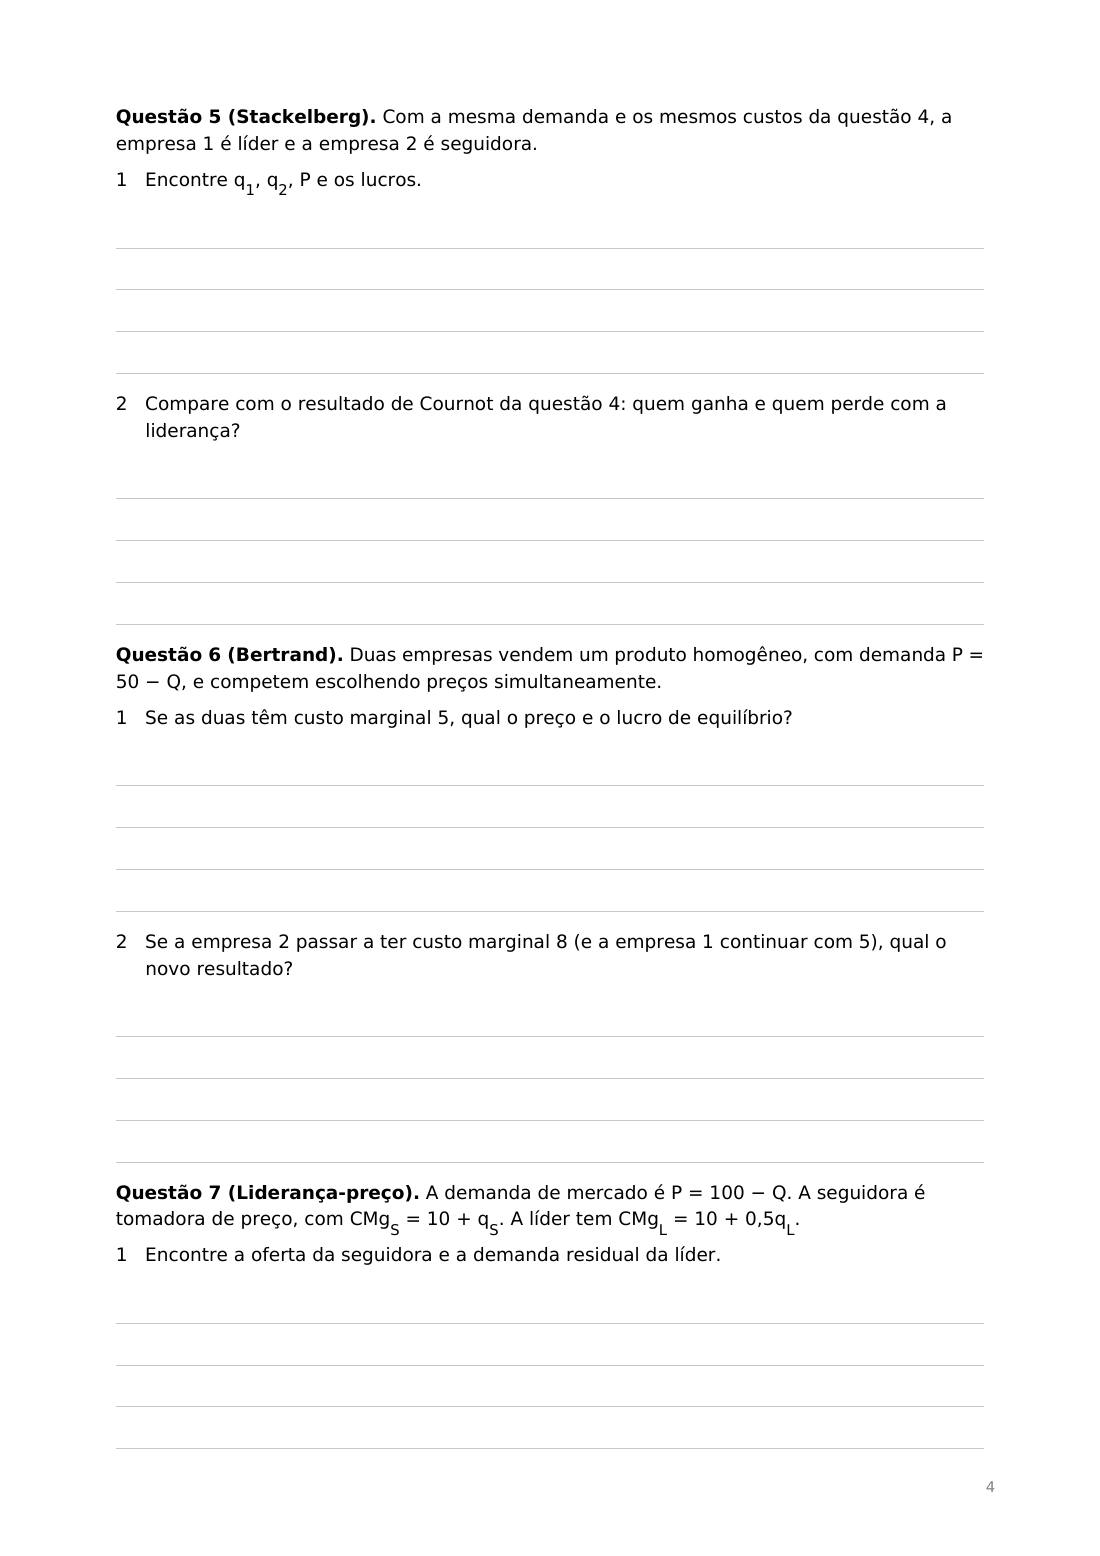 Questão 5 (Stackelberg). Com a mesma demanda e os mesmos custos da questão 4, a
empresa 1 é líder e a empresa 2 é seguidora.
1 Encontre q1, q2, P e os lucros.
2 Compare com o resultado de Cournot da questão 4: quem ganha e quem perde com a
liderança?
Questão 6 (Bertrand). Duas empresas vendem um produto homogêneo, com demanda P =
50 − Q, e competem escolhendo preços simultaneamente.
1 Se as duas têm custo marginal 5, qual o preço e o lucro de equilíbrio?
2 Se a empresa 2 passar a ter custo marginal 8 (e a empresa 1 continuar com 5), qual o
novo resultado?
Questão 7 (Liderança-preço). A demanda de mercado é P = 100 − Q. A seguidora é
tomadora de preço, com CMgS = 10 + qS. A líder tem CMgL = 10 + 0,5qL.
1 Encontre a oferta da seguidora e a demanda residual da líder.
4